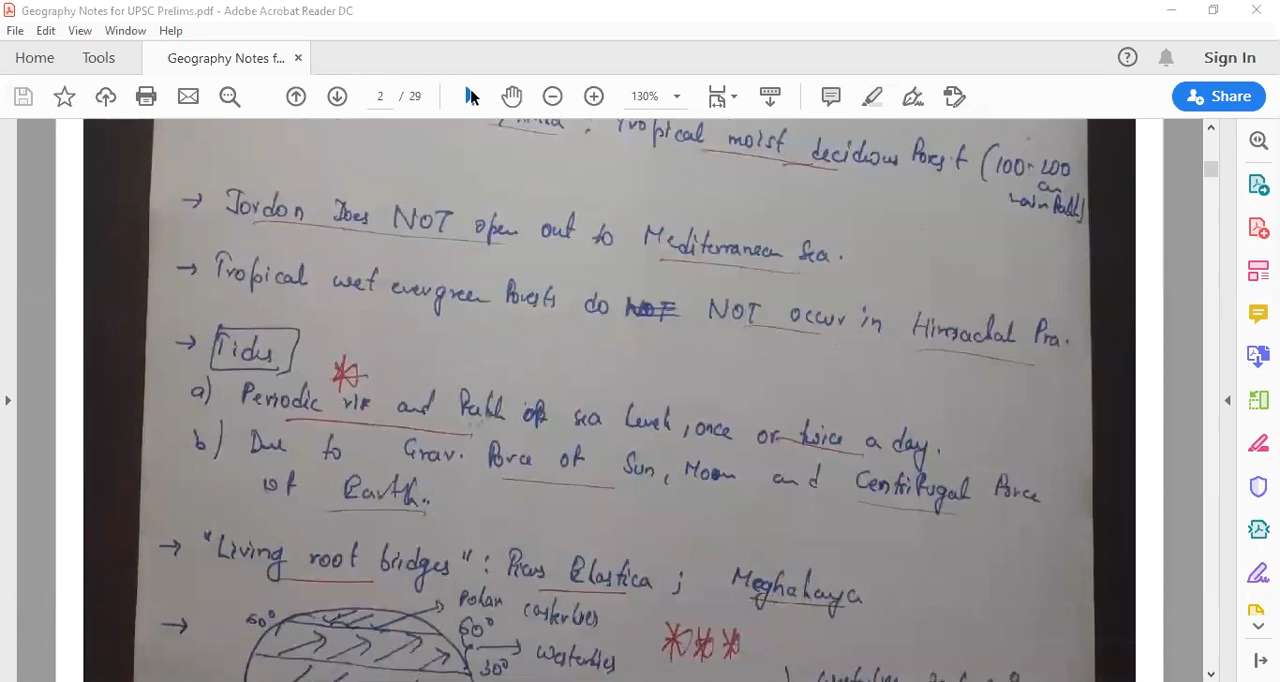 Geography Notes for UPSC Prelims.pdf - Adobe Acrobat Reader DC
File Edit View Window Help
Home Tools Geography Notes for U... × Sign In
2 / 29 130% Share
Tropical moist decidious Forest (100-200
cm
rainfall)
→ Jordon Does NOT open out to Mediterranean Sea.
→ Tropical wet evergreen Forests do NOT NOT occur in Himachal Pra.
→ Tides
a) Periodic rise and Fall of sea level, once or twice a day.
b) Due to Grav. Force of Sun, Moon and Centrifugal Force
of Earth.
→ "Living root bridges" : Ficus Elastica ; Meghalaya
→ 60° Polar easterlies
60°
30° → westerlies